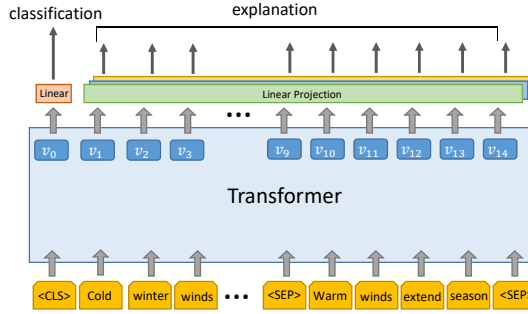 classification
explanation
Linear
Linear Projection
...
v0 v1 v2 v3 v9 v10 v11 v12 v13 v14
Transformer
<CLS> Cold winter winds ... <SEP> Warm winds extend season <SEP>